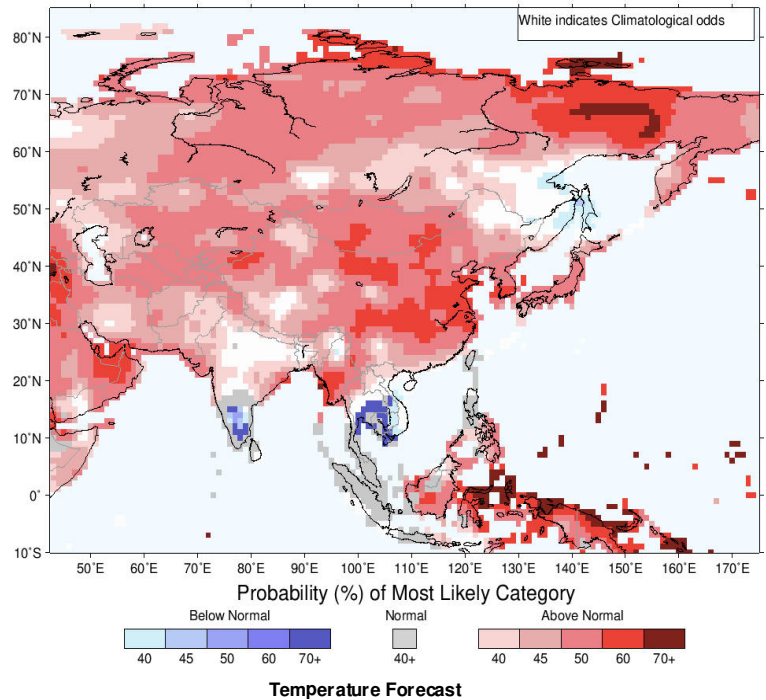 White indicates Climatological odds
80°N
70°N
60°N
50°N
40°N
30°N
20°N
10°N
0°
10°S
50°E 60°E 70°E 80°E 90°E 100°E 110°E 120°E 130°E 140°E 150°E 160°E 170°E
Probability (%) of Most Likely Category
Below Normal Normal Above Normal
40 45 50 60 70+ 40+ 40 45 50 60 70+
Temperature Forecast